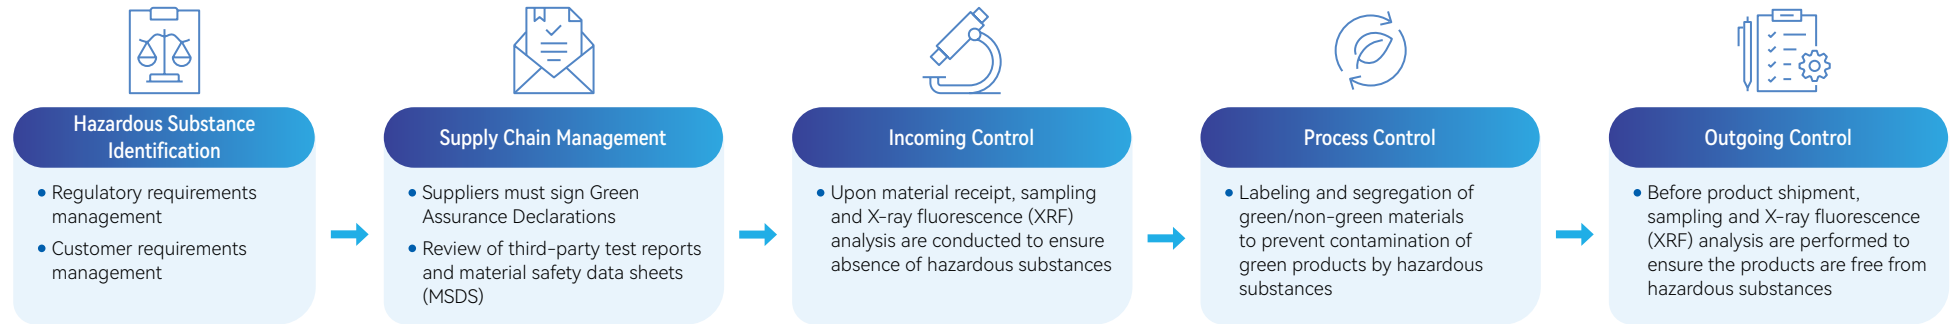 Hazardous Substance
Identification
• Regulatory requirements
management
• Customer requirements
management
Supply Chain Management
• Suppliers must sign Green
Assurance Declarations
• Review of third-party test reports
and material safety data sheets
(MSDS)
Incoming Control
• Upon material receipt, sampling
and X-ray fluorescence (XRF)
analysis are conducted to ensure
absence of hazardous substances
Process Control
• Labeling and segregation of
green/non-green materials
to prevent contamination of
green products by hazardous
substances
Outgoing Control
• Before product shipment,
sampling and X-ray fluorescence
(XRF) analysis are performed to
ensure the products are free from
hazardous substances